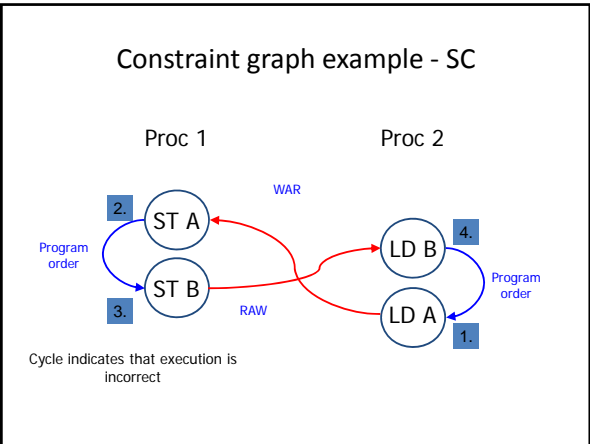 Constraint graph example - SC
Proc 1
Proc 2
WAR
2.
ST A
4.
LD B
Program
order
Program
order
ST B
3.
RAW
LD A
1.
Cycle indicates that execution is
incorrect